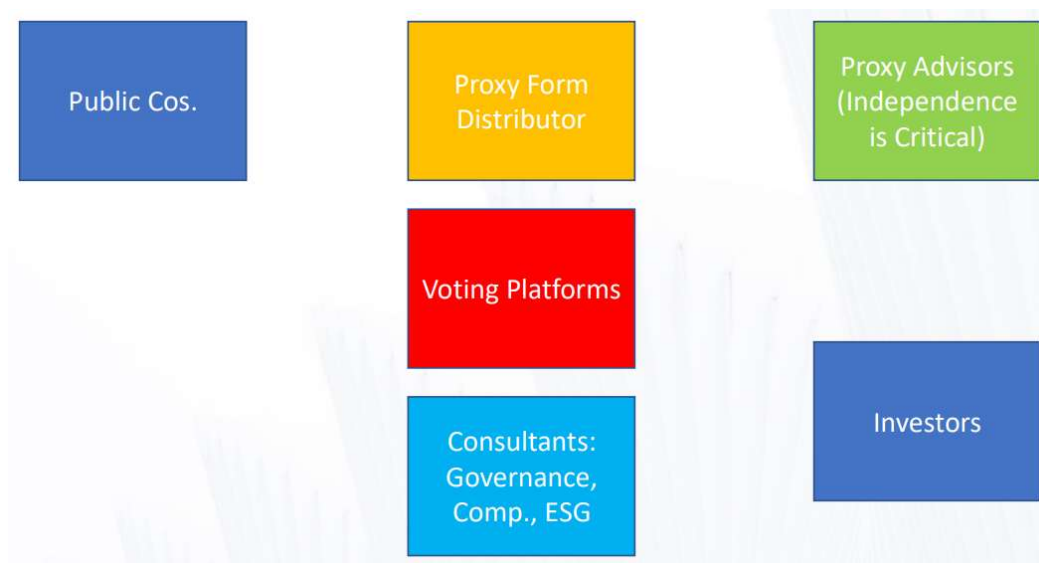 Public Cos.
Proxy Form
Distributor
Proxy Advisors
(Independence
is Critical)
Voting Platforms
Consultants:
Governance,
Comp., ESG
Investors